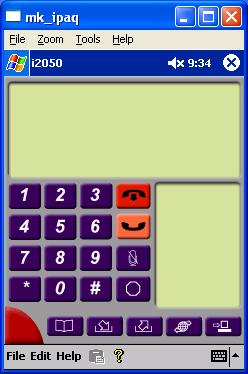 mk_ipaq
File Zoom Tools Help
i2050 9:34
1 2 3
4 5 6
7 8 9
* 0 #
File Edit Help ?